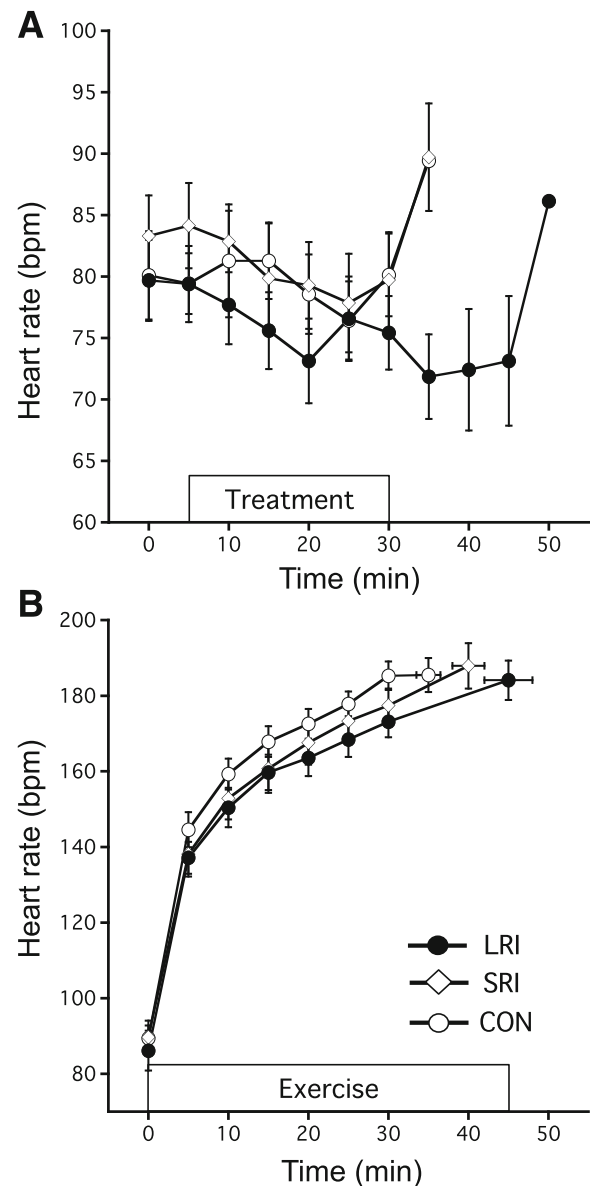 A
100
95
90
85
80
75
70
65
60
Heart rate (bpm)
Treatment
0 10 20 30 40 50
Time (min)
B
200
180
160
140
120
100
80
Heart rate (bpm)
LRI
SRI
CON
Exercise
0 10 20 30 40 50
Time (min)